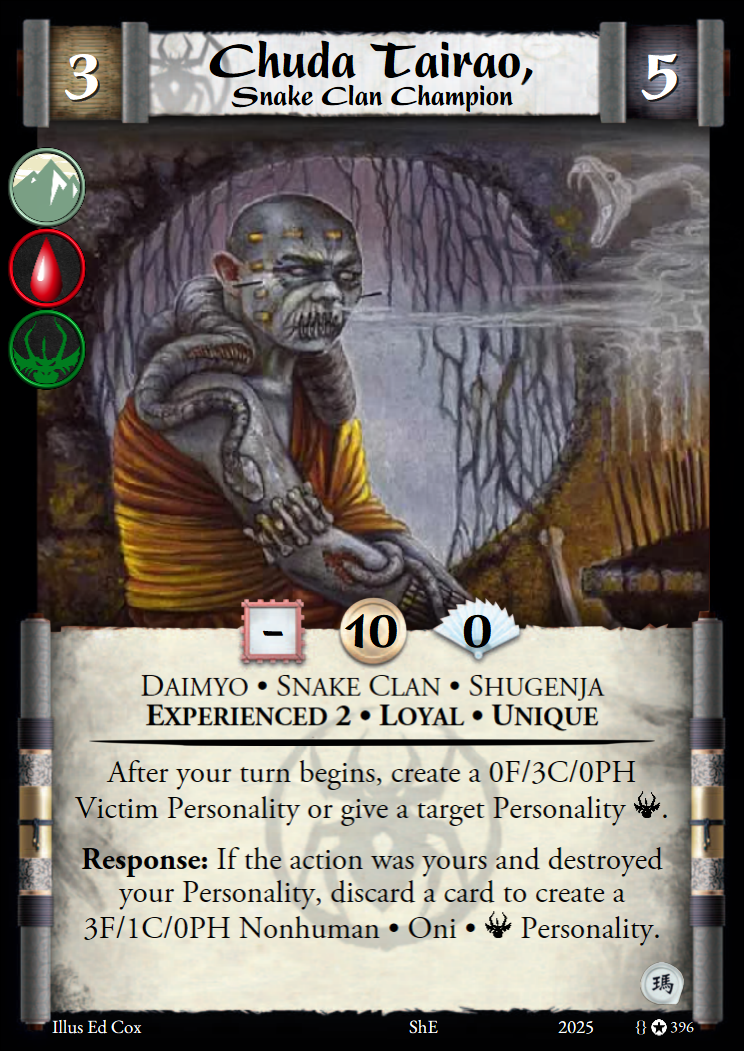 3
Chuda Tairao,
Snake Clan Champion
5
-
10
0
Daimyo • Snake Clan • Shugenja
Experienced 2 • Loyal • Unique
After your turn begins, create a 0F/3C/0PH
Victim Personality or give a target Personality .
Response: If the action was yours and destroyed
your Personality, discard a card to create a
3F/1C/0PH Nonhuman • Oni • Personality.
瑪
Illus Ed Cox ShE 2025 {} 396